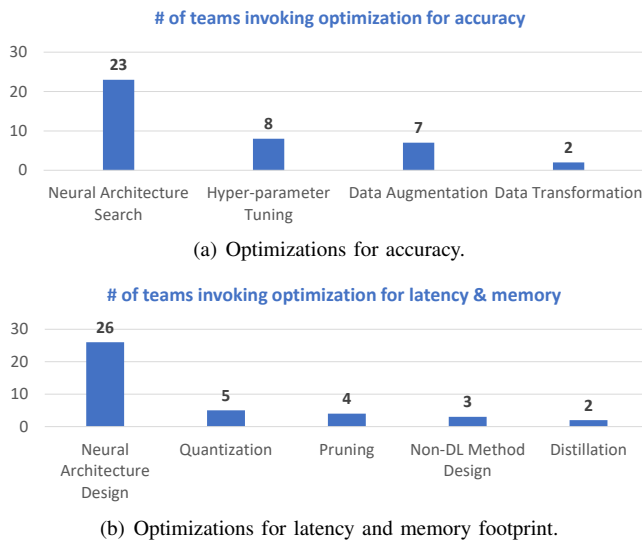 # of teams invoking optimization for accuracy
30
20
10
0
23
8
7
2
Neural Architecture
Search
Hyper-parameter
Tuning
Data Augmentation
Data Transformation
(a) Optimizations for accuracy.
# of teams invoking optimization for latency & memory
30
20
10
0
26
5
4
3
2
Neural
Architecture
Design
Quantization
Pruning
Non-DL Method
Design
Distillation
(b) Optimizations for latency and memory footprint.